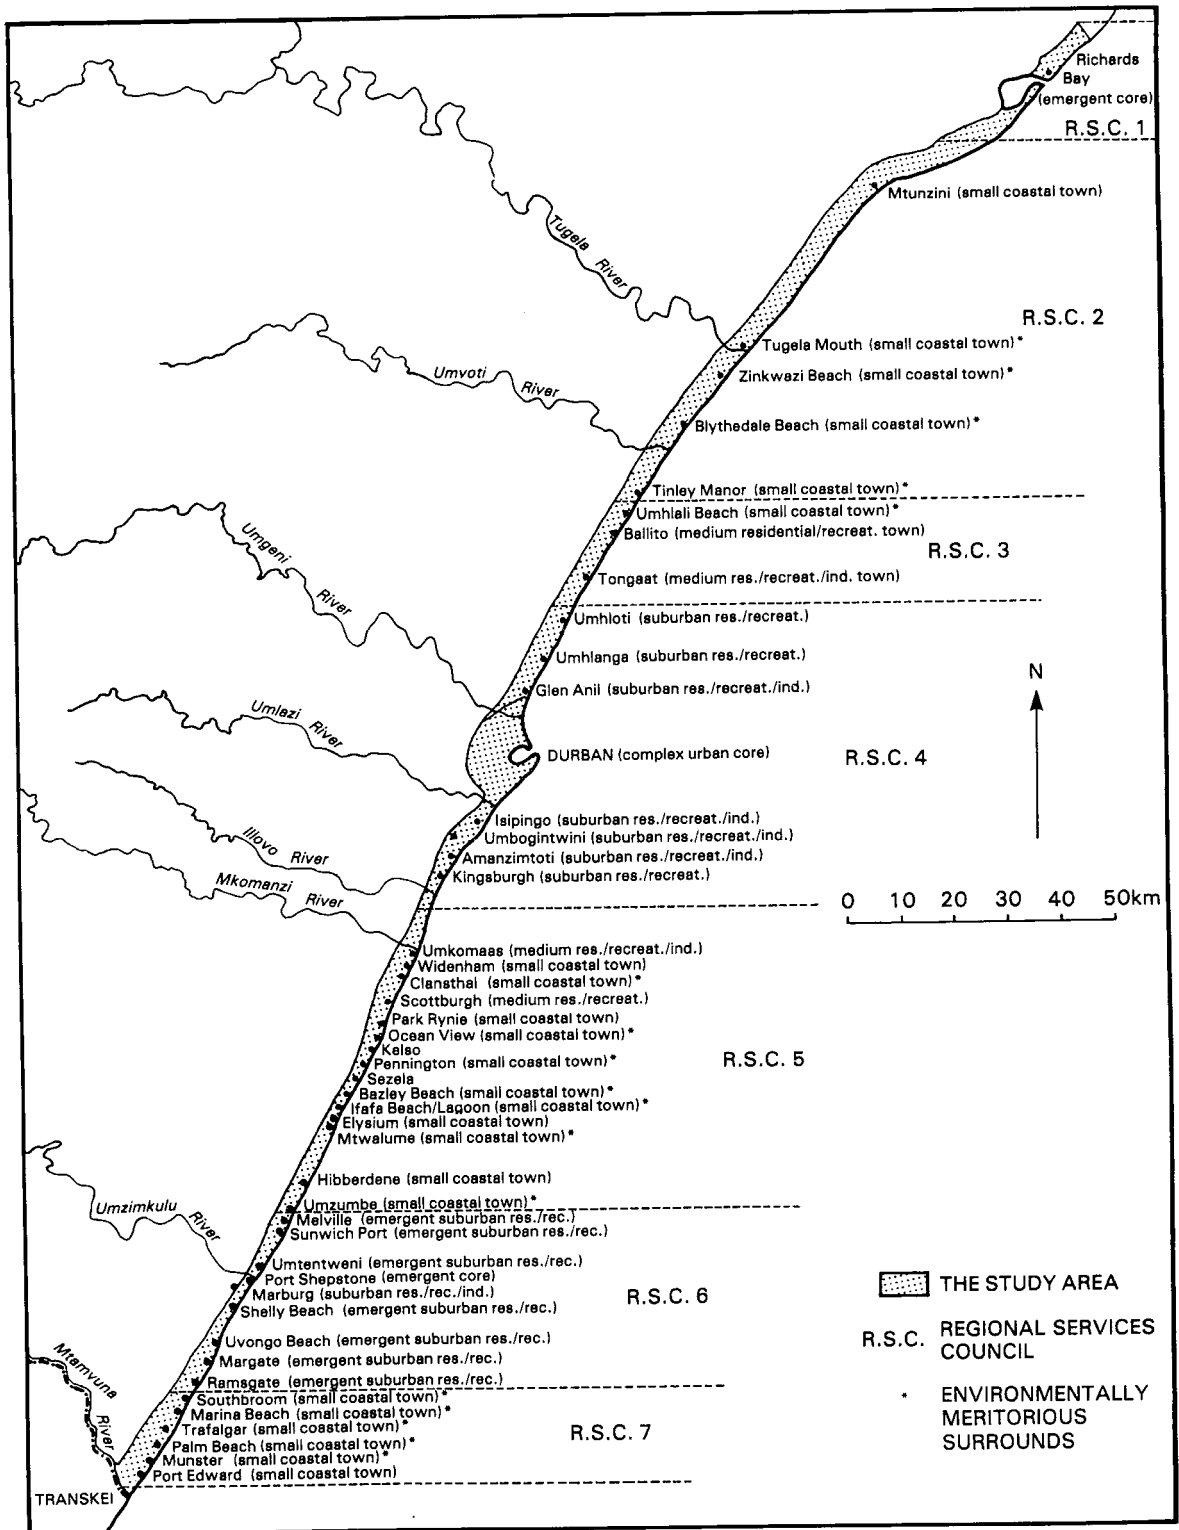 Richards
Bay
(emergent core)
R.S.C. 1
Mtunzini (small coastal town)
Tugela
River
R.S.C. 2
Tugela Mouth (small coastal town)*
Zinkwazi Beach (small coastal town)*
Umvoti
River
Blythedale Beach (small coastal town)*
Tinley Manor (small coastal town)*
Umhlali Beach (small coastal town)*
Ballito (medium residential/recreat. town)
R.S.C. 3
Umgeni
River
Tongaat (medium res./recreat./ind. town)
Umhloti (suburban res./recreat.)
Umhlanga (suburban res./recreat.)
Glen Anil (suburban res./recreat./ind.)
N
Umlazi River
DURBAN (complex urban core)
R.S.C. 4
Isipingo (suburban res./recreat./ind.)
Umbogintwini (suburban res./recreat./ind.)
Amanzimtoti (suburban res./recreat./ind.)
Kingsburgh (suburban res./recreat.)
Illovo River
Mkomanzi River
0 10 20 30 40 50km
Umkomaas (medium res./recreat./ind.)
Widenham (small coastal town)
Clansthal (small coastal town)*
Scottburgh (medium res./recreat.)
Park Rynie (small coastal town)
Ocean View (small coastal town)*
Kelso
Pennington (small coastal town)*
R.S.C. 5
Sezela
Bazley Beach (small coastal town)*
Ifafa Beach/Lagoon (small coastal town)*
Elysium (small coastal town)
Mtwalume (small coastal town)*
Hibberdene (small coastal town)
Umzumbe (small coastal town)*
Umzimkulu
River
Melville (emergent suburban res./rec.)
Sunwich Port (emergent suburban res./rec.)
Umtentweni (emergent suburban res./rec.)
Port Shepstone (emergent core)
Marburg (suburban res./rec./ind.)
Shelly Beach (emergent suburban res./rec.)
R.S.C. 6
Uvongo Beach (emergent suburban res./rec.)
Margate (emergent suburban res./rec.)
Ramsgate (emergent suburban res./rec.)
Southbroom (small coastal town)*
Marina Beach (small coastal town)*
Trafalgar (small coastal town)*
Palm Beach (small coastal town)*
Munster (small coastal town)*
Port Edward (small coastal town)
R.S.C. 7
Mtamvuna
River
TRANSKEI
THE STUDY AREA
R.S.C. REGIONAL SERVICES
COUNCIL
* ENVIRONMENTALLY
MERITORIOUS
SURROUNDS